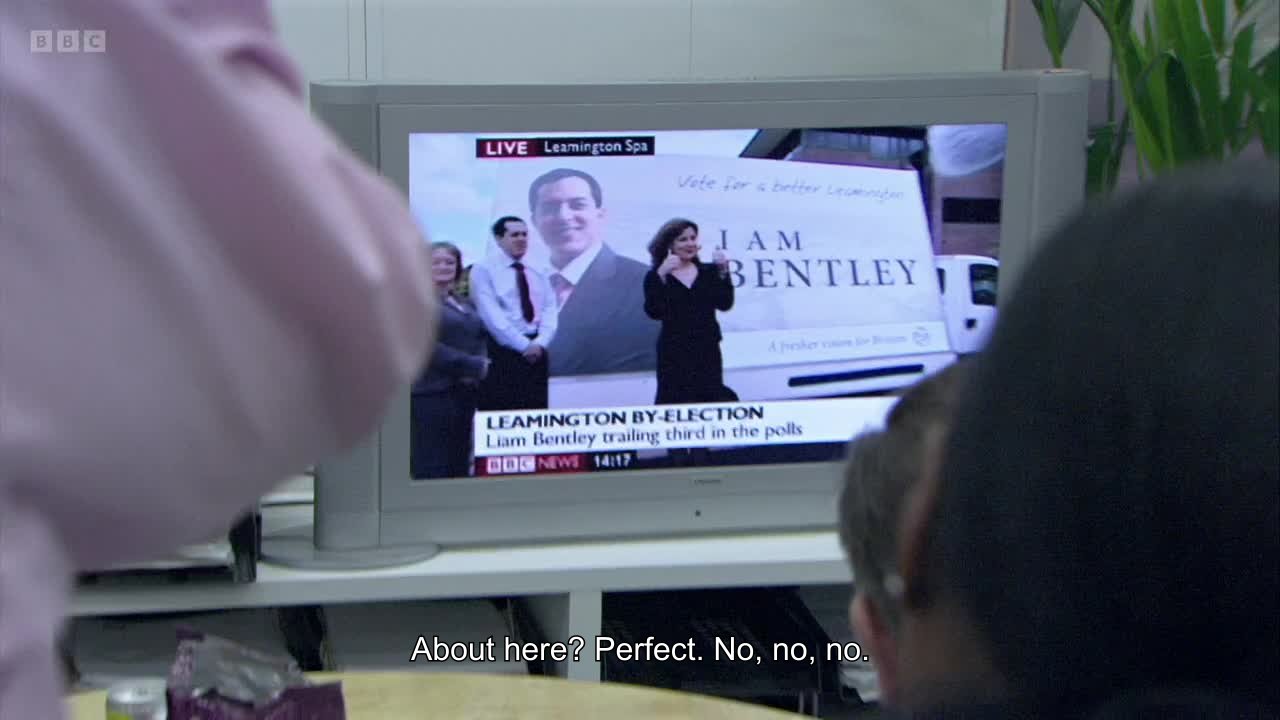 BBC
LIVE Leamington Spa
Vote for a better Leamington
I AM
BENTLEY
A fresher vision for Britain
LEAMINGTON BY-ELECTION
Liam Bentley trailing third in the polls
BBC NEWS 14:17
About here? Perfect. No, no, no.